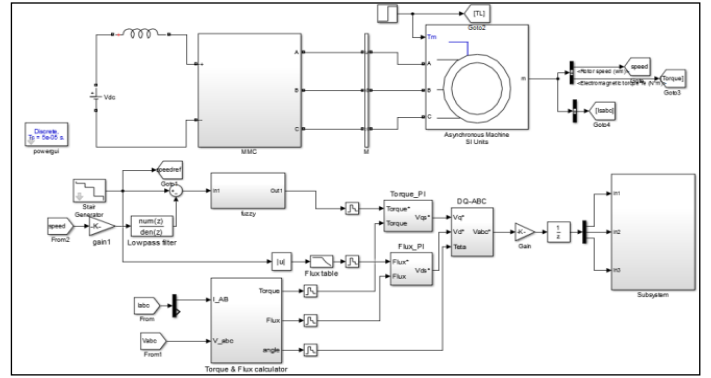 [TL]
Goto2
Tm
Vdc
+
-
A
B
C
MMC
A
B
C
M
A
B
C
m
Asynchronous Machine
SI Units
<Rotor speed (wm)>
speed
<Electromagnetic torque Te (N*m)>
[Torque]
Goto3
[Isabc]
Goto4
Discrete,
Ts = 5e-05 s.
powergui
speedref
Goto1
Stair
Generator
speed
From2
-K-
gain1
num(z)
den(z)
Lowpass filter
In1
Out1
fuzzy
Torque_PI
Torque*
Torque
Vqs*
DQ-ABC
Vq*
Vd*
Teta
Vabc*
-K-
Gain
1
z
In1
In2
In3
Subsystem
|u|
Flux table
Flux_PI
Flux*
Flux
Vds*
Iabc
From
Vabc
From1
I_AB
V_abc
Torque
Flux
angle
Torque & Flux calculator